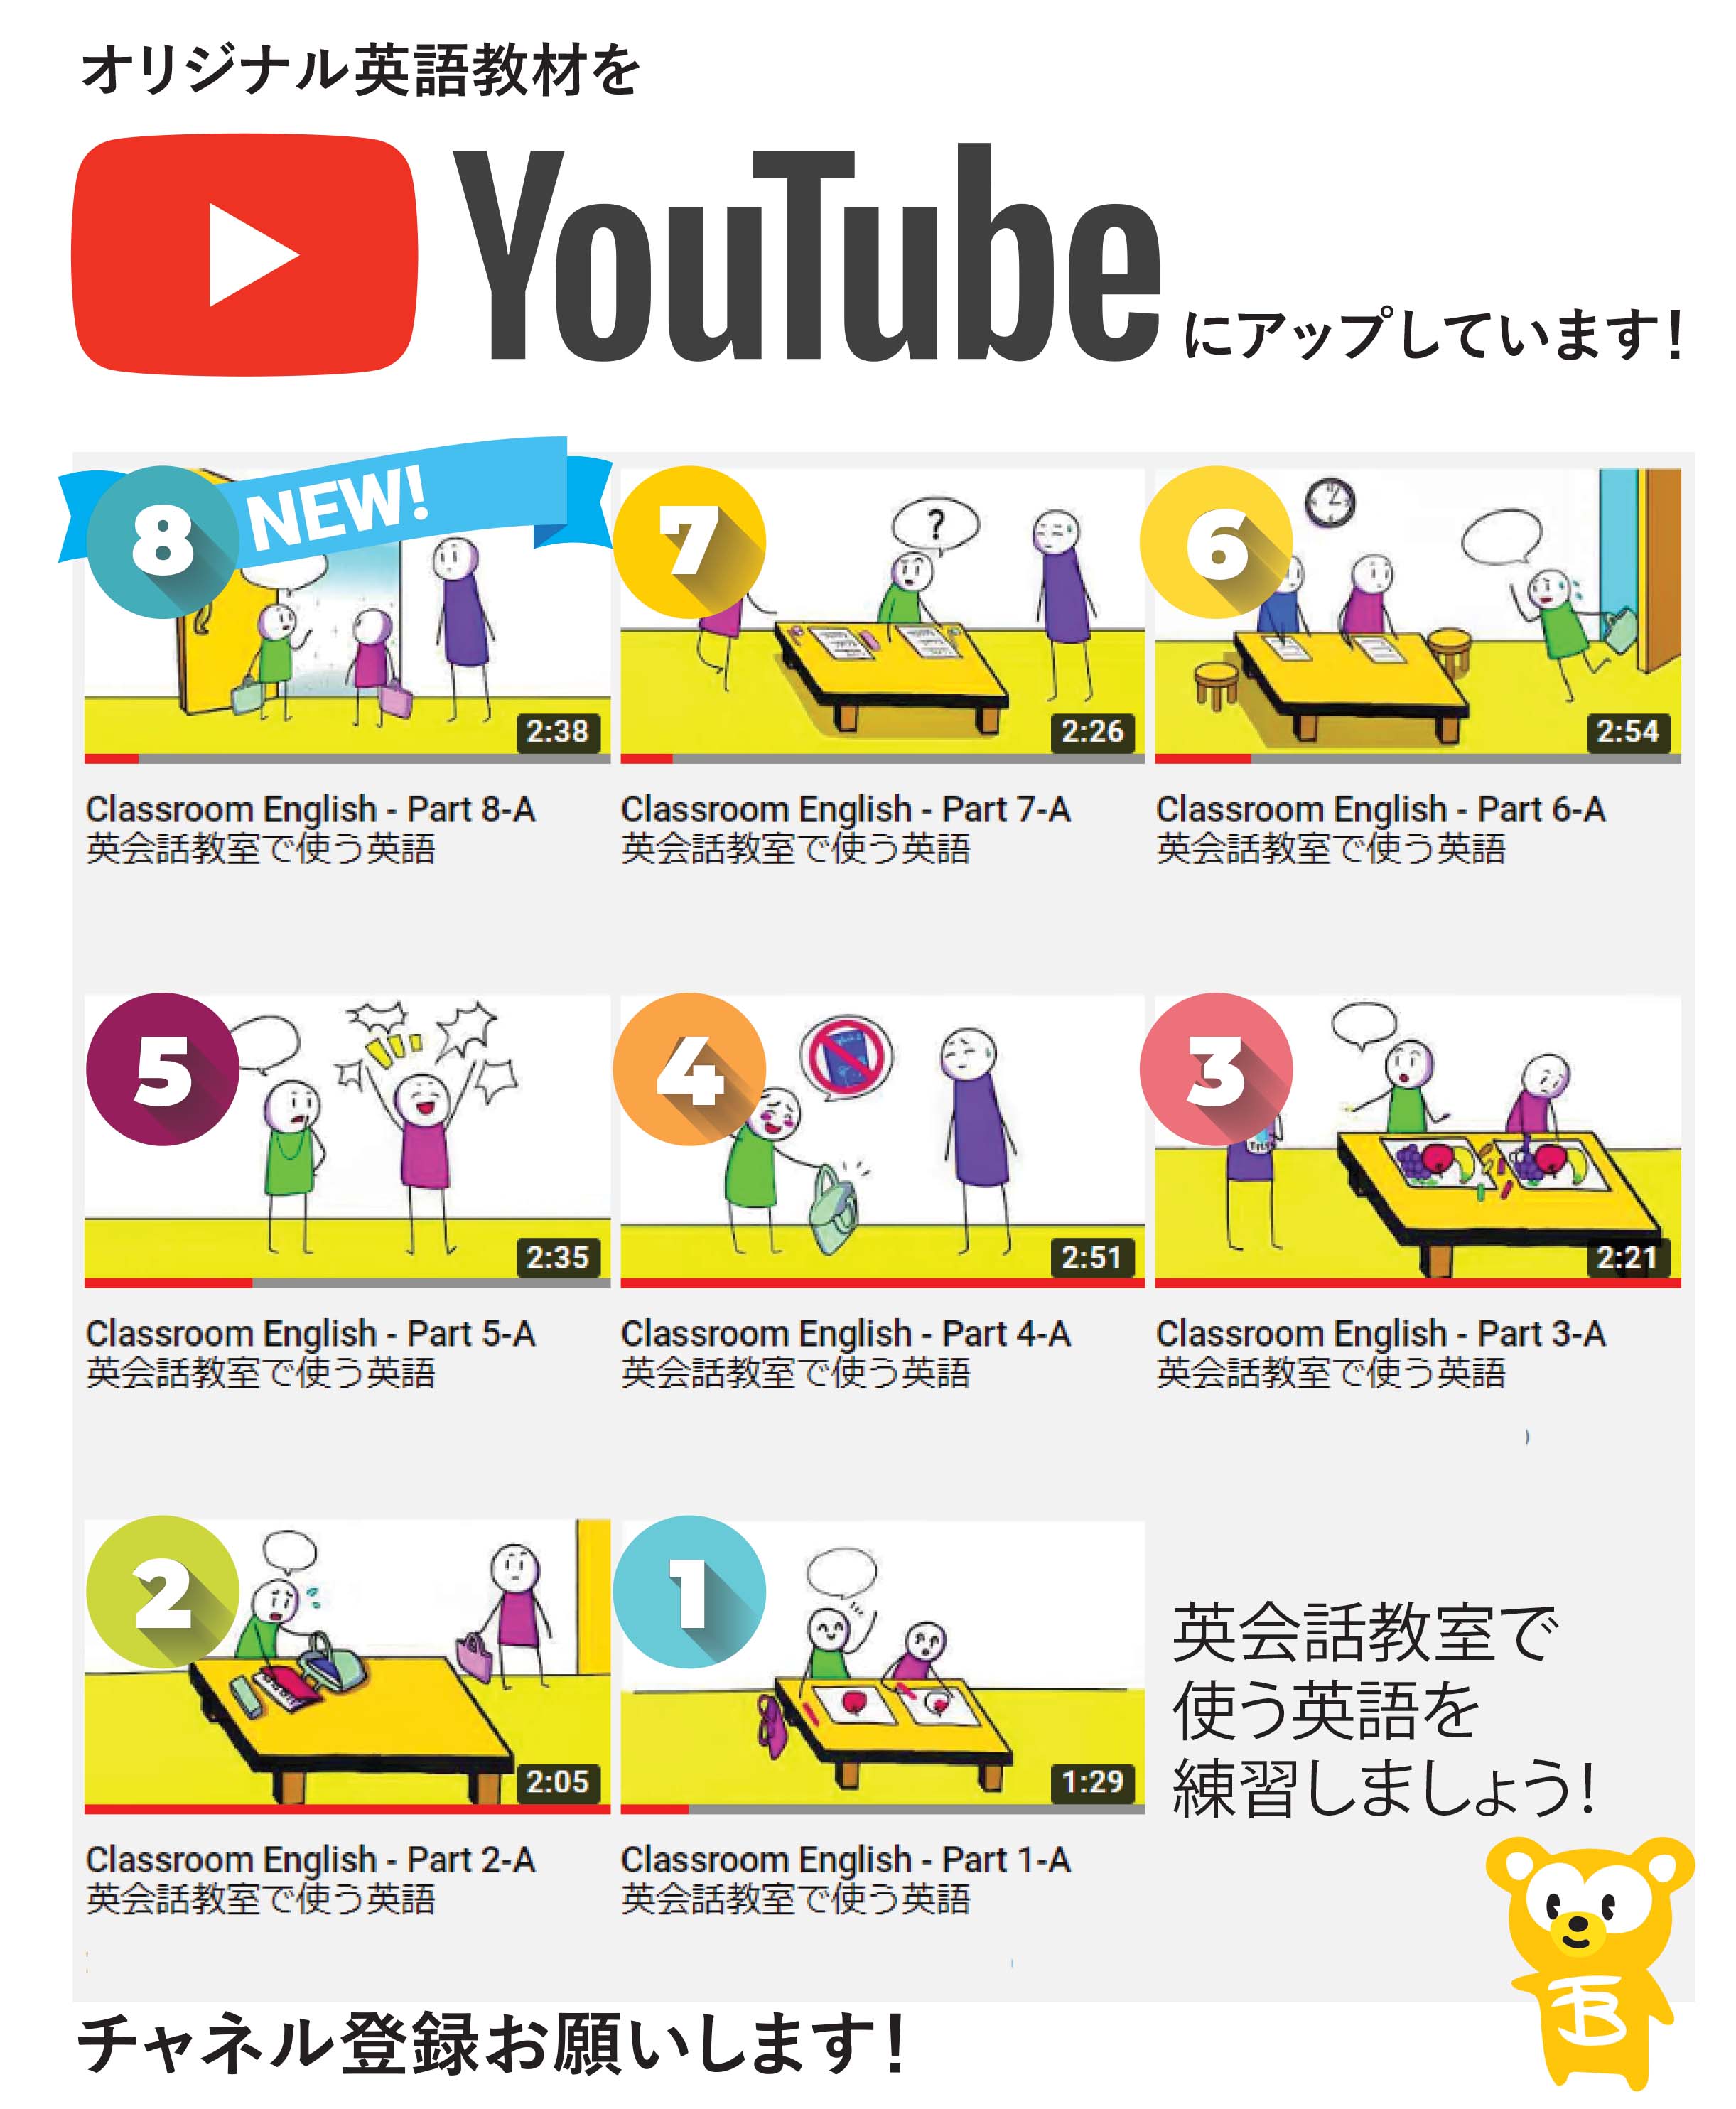 オリジナル英語教材を
YouTube
にアップしています!
8
NEW!
2:38
Classroom English - Part 8-A
英会話教室で使う英語
7
?
2:26
Classroom English - Part 7-A
英会話教室で使う英語
6
2:54
Classroom English - Part 6-A
英会話教室で使う英語
5
2:35
Classroom English - Part 5-A
英会話教室で使う英語
4
2:51
Classroom English - Part 4-A
英会話教室で使う英語
3
2:21
Classroom English - Part 3-A
英会話教室で使う英語
2
2:05
Classroom English - Part 2-A
英会話教室で使う英語
1
1:29
Classroom English - Part 1-A
英会話教室で使う英語
英会話教室で
使う英語を
練習しましょう!
TB
チャネル登録お願いします!